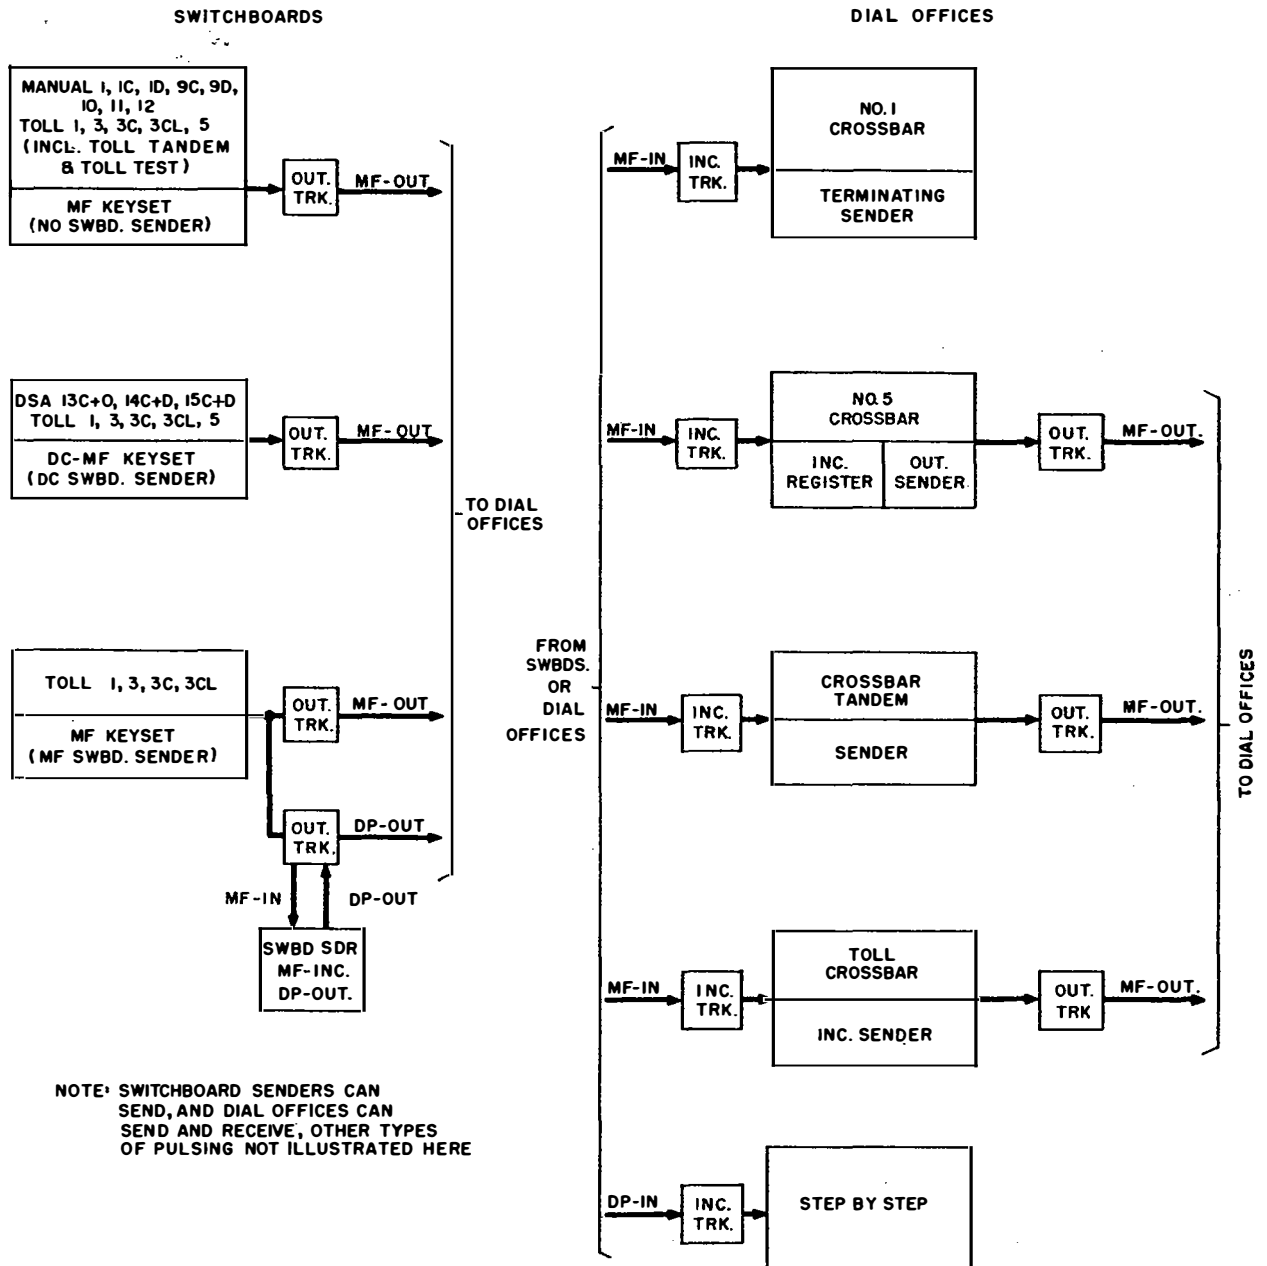 SWITCHBOARDS
MANUAL 1, 1C, 1D, 9C, 9D,
10, 11, 12
TOLL 1, 3, 3C, 3CL, 5
(INCL. TOLL TANDEM
& TOLL TEST)
MF KEYSET
(NO SWBD. SENDER)
OUT.
TRK.
MF-OUT
DSA 13C+O, 14C+D, 15C+D
TOLL 1, 3, 3C, 3CL, 5
DC-MF KEYSET
(DC SWBD. SENDER)
OUT.
TRK.
MF-OUT
TO DIAL
OFFICES
TOLL 1, 3, 3C, 3CL
MF KEYSET
(MF SWBD. SENDER)
OUT.
TRK.
MF-OUT
OUT.
TRK.
DP-OUT
MF-IN
DP-OUT
SWBD SDR
MF-INC.
DP-OUT.
NOTE: SWITCHBOARD SENDERS CAN
SEND, AND DIAL OFFICES CAN
SEND AND RECEIVE, OTHER TYPES
OF PULSING NOT ILLUSTRATED HERE
DIAL OFFICES
FROM
SWBDS.
OR
DIAL
OFFICES
MF-IN
INC.
TRK.
NO. 1
CROSSBAR
TERMINATING
SENDER
MF-IN
INC.
TRK.
NO. 5
CROSSBAR
INC.
REGISTER
OUT.
SENDER
OUT.
TRK.
MF-OUT.
MF-IN
INC.
TRK.
CROSSBAR
TANDEM
SENDER
OUT.
TRK.
MF-OUT.
MF-IN
INC.
TRK.
TOLL
CROSSBAR
INC. SENDER
OUT.
TRK
MF-OUT.
TO DIAL OFFICES
DP-IN
INC.
TRK.
STEP BY STEP